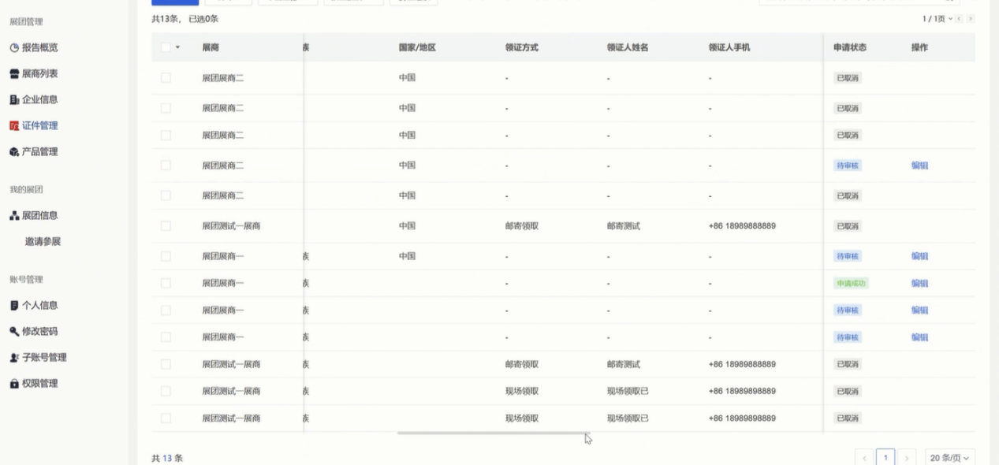 展团管理
报告概览
展商列表
企业信息
证件管理
产品管理
我的展团
展团信息
邀请参展
账号管理
个人信息
修改密码
子账号管理
权限管理
共13条， 已选0条
1 / 1页
展商 族 国家/地区 领证方式 领证人姓名 领证人手机 申请状态 操作
展团展商二 中国 - - - 已取消
展团展商二 中国 - - - 已取消
展团展商二 中国 - - - 已取消
展团展商二 中国 - - - 待审核 编辑
展团展商二 中国 - - - 已取消
展团测试一展商 中国 邮寄领取 邮寄测试 +86 18989888889 已取消
展团展商一 族 中国 - - - 待审核 编辑
展团展商一 族 - - - 申请成功 编辑
展团展商一 族 - - - 待审核 编辑
展团展商一 族 - - - 待审核 编辑
展团测试一展商 族 邮寄领取 邮寄测试 +86 18989888889 已取消
展团测试一展商 族 现场领取 现场领取已 +86 18989898889 已取消
展团测试一展商 族 现场领取 现场领取已 +86 18989898889 已取消
共 13 条
1
20 条/页